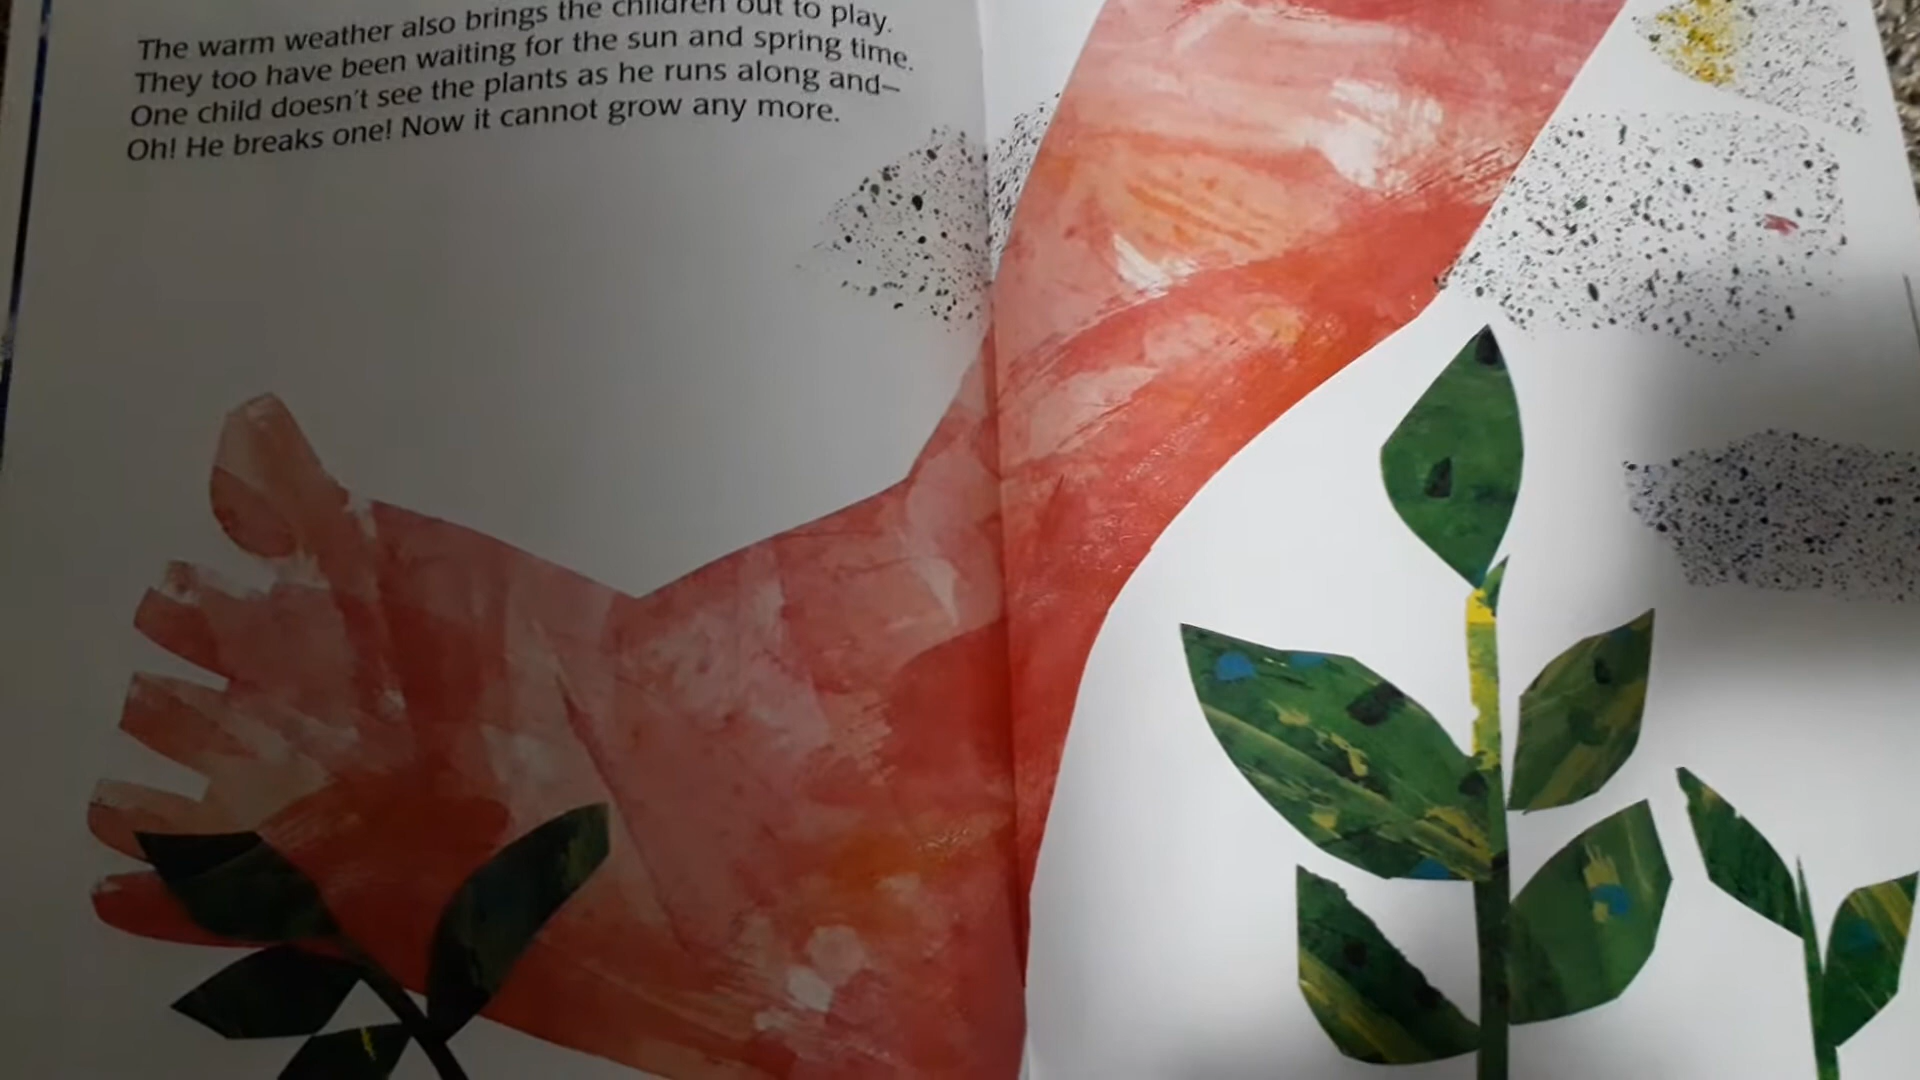 The warm weather also brings the children out to play.
They too have been waiting for the sun and spring time.
One child doesn't see the plants as he runs along and—
Oh! He breaks one! Now it cannot grow any more.